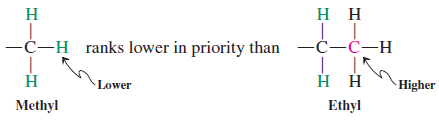 H H H
—C—H ranks lower in priority than —C—C—H
H Lower H H Higher
Methyl Ethyl